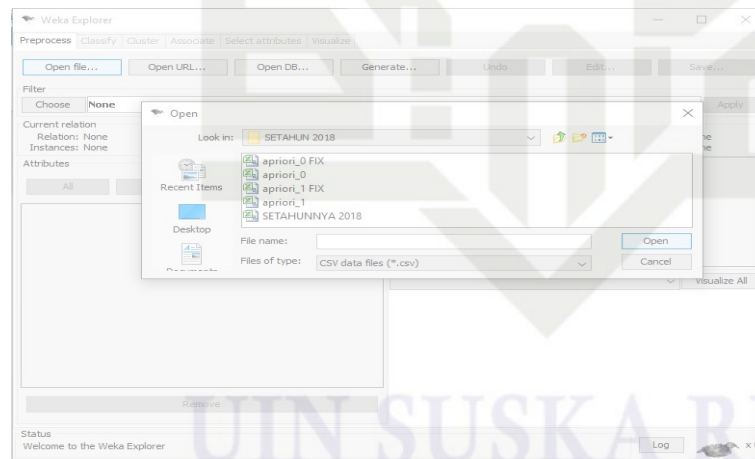 Weka Explorer
Preprocess Classify Cluster Associate Select attributes Visualize
Open file... Open URL... Open DB... Generate... Undo Edit... Save...
Filter
Choose None Apply
Current relation
Relation: None
Instances: None
Attributes
All
Open
Look in: SETAHUN 2018
Recent Items
Desktop
Documents
apriori_0 FIX
apriori_0
apriori_1 FIX
apriori_1
SETAHUNNYA 2018
File name: Open
Files of type: CSV data files (*.csv) Cancel
Visualize All
Remove
Status
Welcome to the Weka Explorer
Log x 0
UIN SUSKA